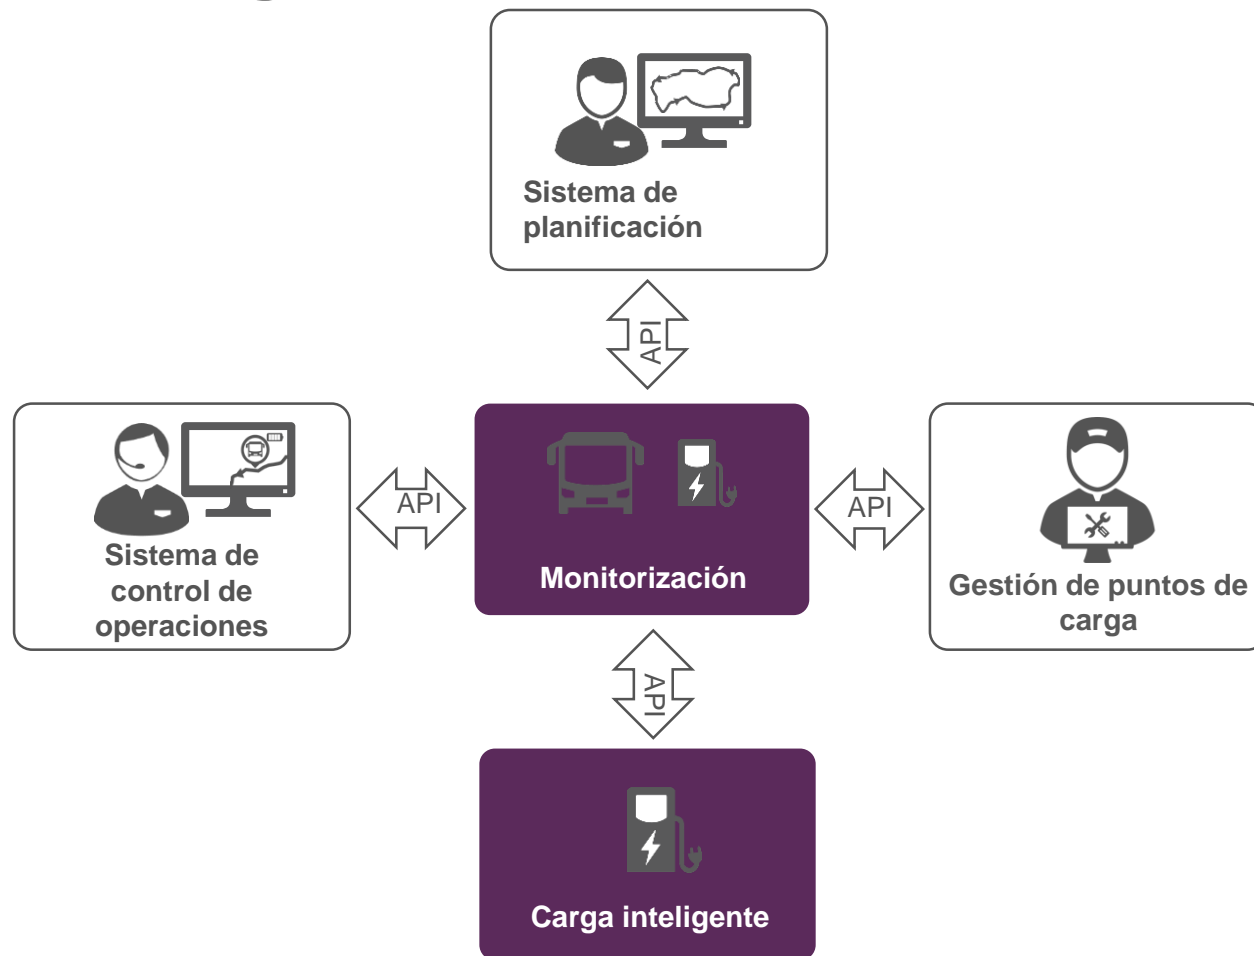 Sistema de
planificación
API
API
Sistema de
control de
operaciones
Monitorización
API
Gestión de puntos de
carga
API
Carga inteligente